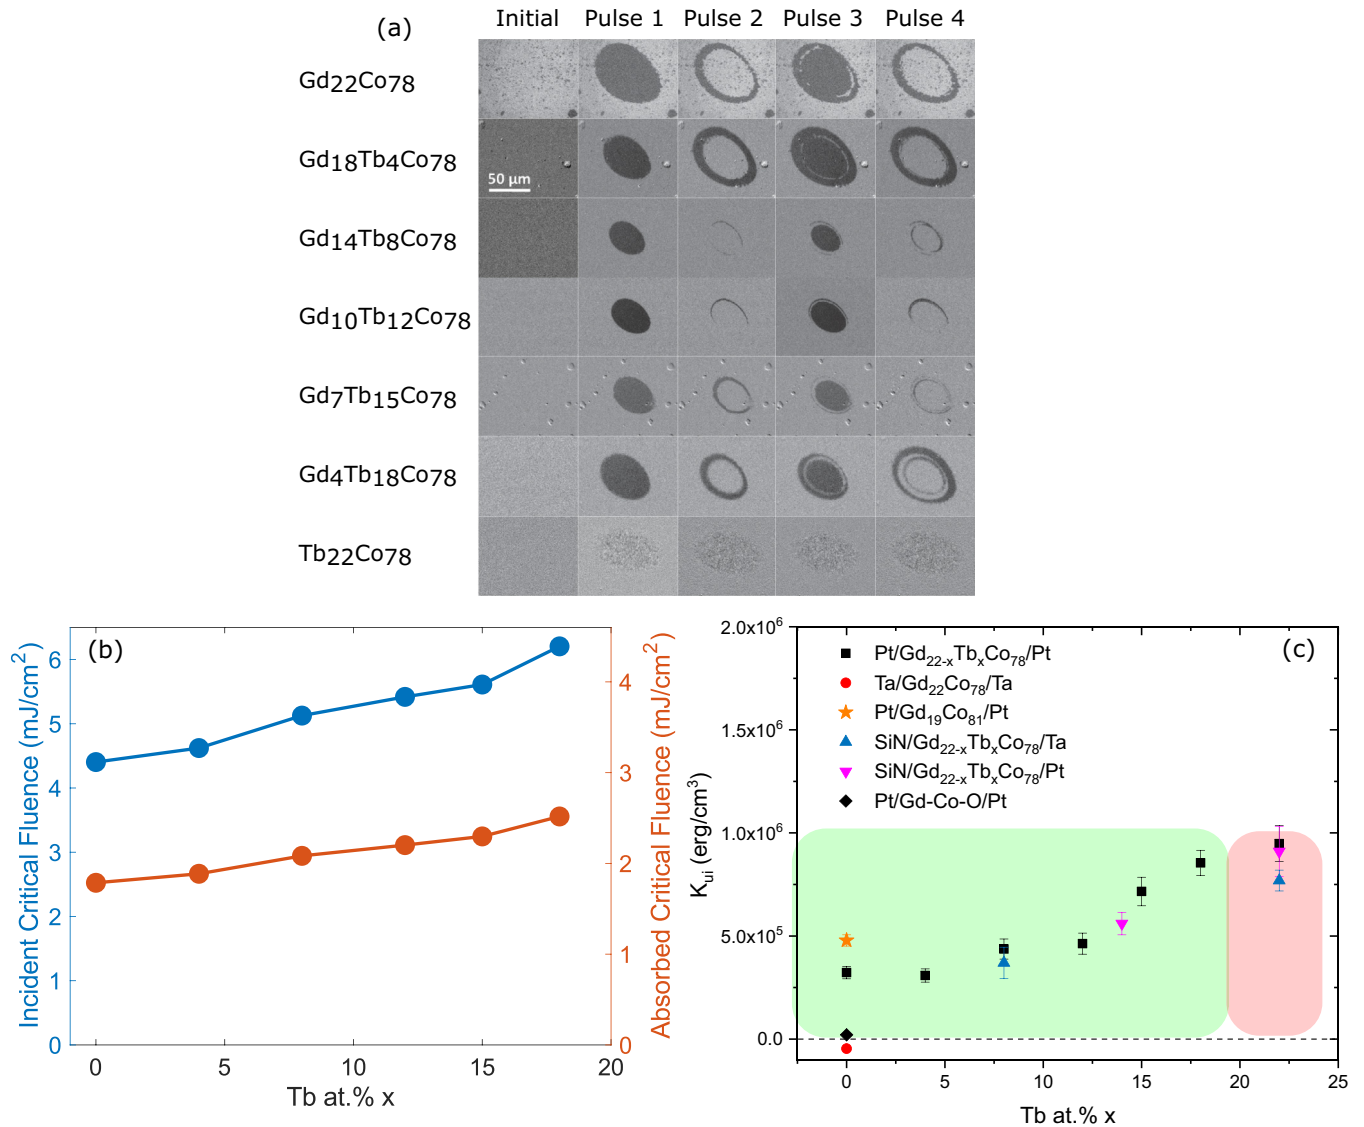 (a)
Initial Pulse 1 Pulse 2 Pulse 3 Pulse 4
Gd22Co78
Gd18Tb4Co78
50 μm
Gd14Tb8Co78
Gd10Tb12Co78
Gd7Tb15Co78
Gd4Tb18Co78
Tb22Co78
(b)
Incident Critical Fluence (mJ/cm2)
6
5
4
3
2
1
0
Absorbed Critical Fluence (mJ/cm2)
4
3
2
1
0
0 5 10 15 20
Tb at.% x
(c)
Kui (erg/cm3)
2.0x106
1.5x106
1.0x106
5.0x105
0.0
Pt/Gd22-xTbxCo78/Pt
Ta/Gd22Co78/Ta
Pt/Gd19Co81/Pt
SiN/Gd22-xTbxCo78/Ta
SiN/Gd22-xTbxCo78/Pt
Pt/Gd-Co-O/Pt
0 5 10 15 20 25
Tb at.% x